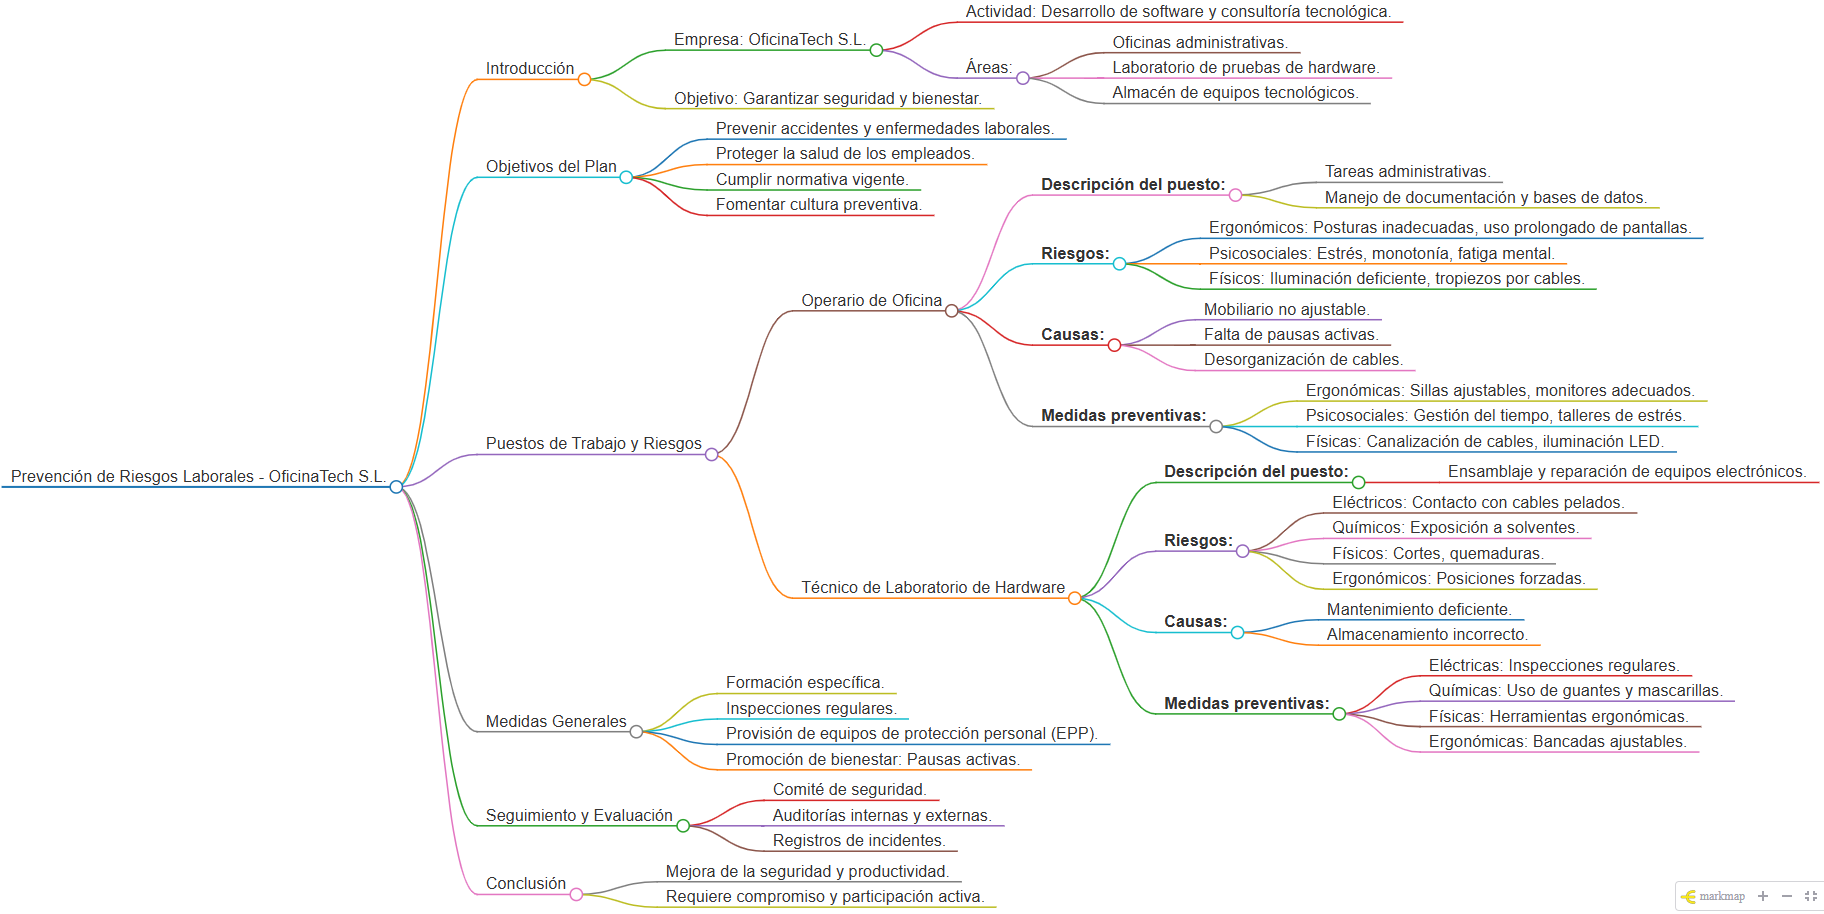 Prevención de Riesgos Laborales - OficinaTech S.L.
Introducción
Empresa: OficinaTech S.L.
Actividad: Desarrollo de software y consultoría tecnológica.
Áreas:
Oficinas administrativas.
Laboratorio de pruebas de hardware.
Almacén de equipos tecnológicos.
Objetivo: Garantizar seguridad y bienestar.
Objetivos del Plan
Prevenir accidentes y enfermedades laborales.
Proteger la salud de los empleados.
Cumplir normativa vigente.
Fomentar cultura preventiva.
Puestos de Trabajo y Riesgos
Operario de Oficina
Descripción del puesto:
Tareas administrativas.
Manejo de documentación y bases de datos.
Riesgos:
Ergonómicos: Posturas inadecuadas, uso prolongado de pantallas.
Psicosociales: Estrés, monotonía, fatiga mental.
Físicos: Iluminación deficiente, tropiezos por cables.
Causas:
Mobiliario no ajustable.
Falta de pausas activas.
Desorganización de cables.
Medidas preventivas:
Ergonómicas: Sillas ajustables, monitores adecuados.
Psicosociales: Gestión del tiempo, talleres de estrés.
Físicas: Canalización de cables, iluminación LED.
Técnico de Laboratorio de Hardware
Descripción del puesto:
Ensamblaje y reparación de equipos electrónicos.
Riesgos:
Eléctricos: Contacto con cables pelados.
Químicos: Exposición a solventes.
Físicos: Cortes, quemaduras.
Ergonómicos: Posiciones forzadas.
Causas:
Mantenimiento deficiente.
Almacenamiento incorrecto.
Medidas preventivas:
Eléctricas: Inspecciones regulares.
Químicas: Uso de guantes y mascarillas.
Físicas: Herramientas ergonómicas.
Ergonómicas: Bancadas ajustables.
Medidas Generales
Formación específica.
Inspecciones regulares.
Provisión de equipos de protección personal (EPP).
Promoción de bienestar: Pausas activas.
Seguimiento y Evaluación
Comité de seguridad.
Auditorías internas y externas.
Registros de incidentes.
Conclusión
Mejora de la seguridad y productividad.
Requiere compromiso y participación activa.
markmap